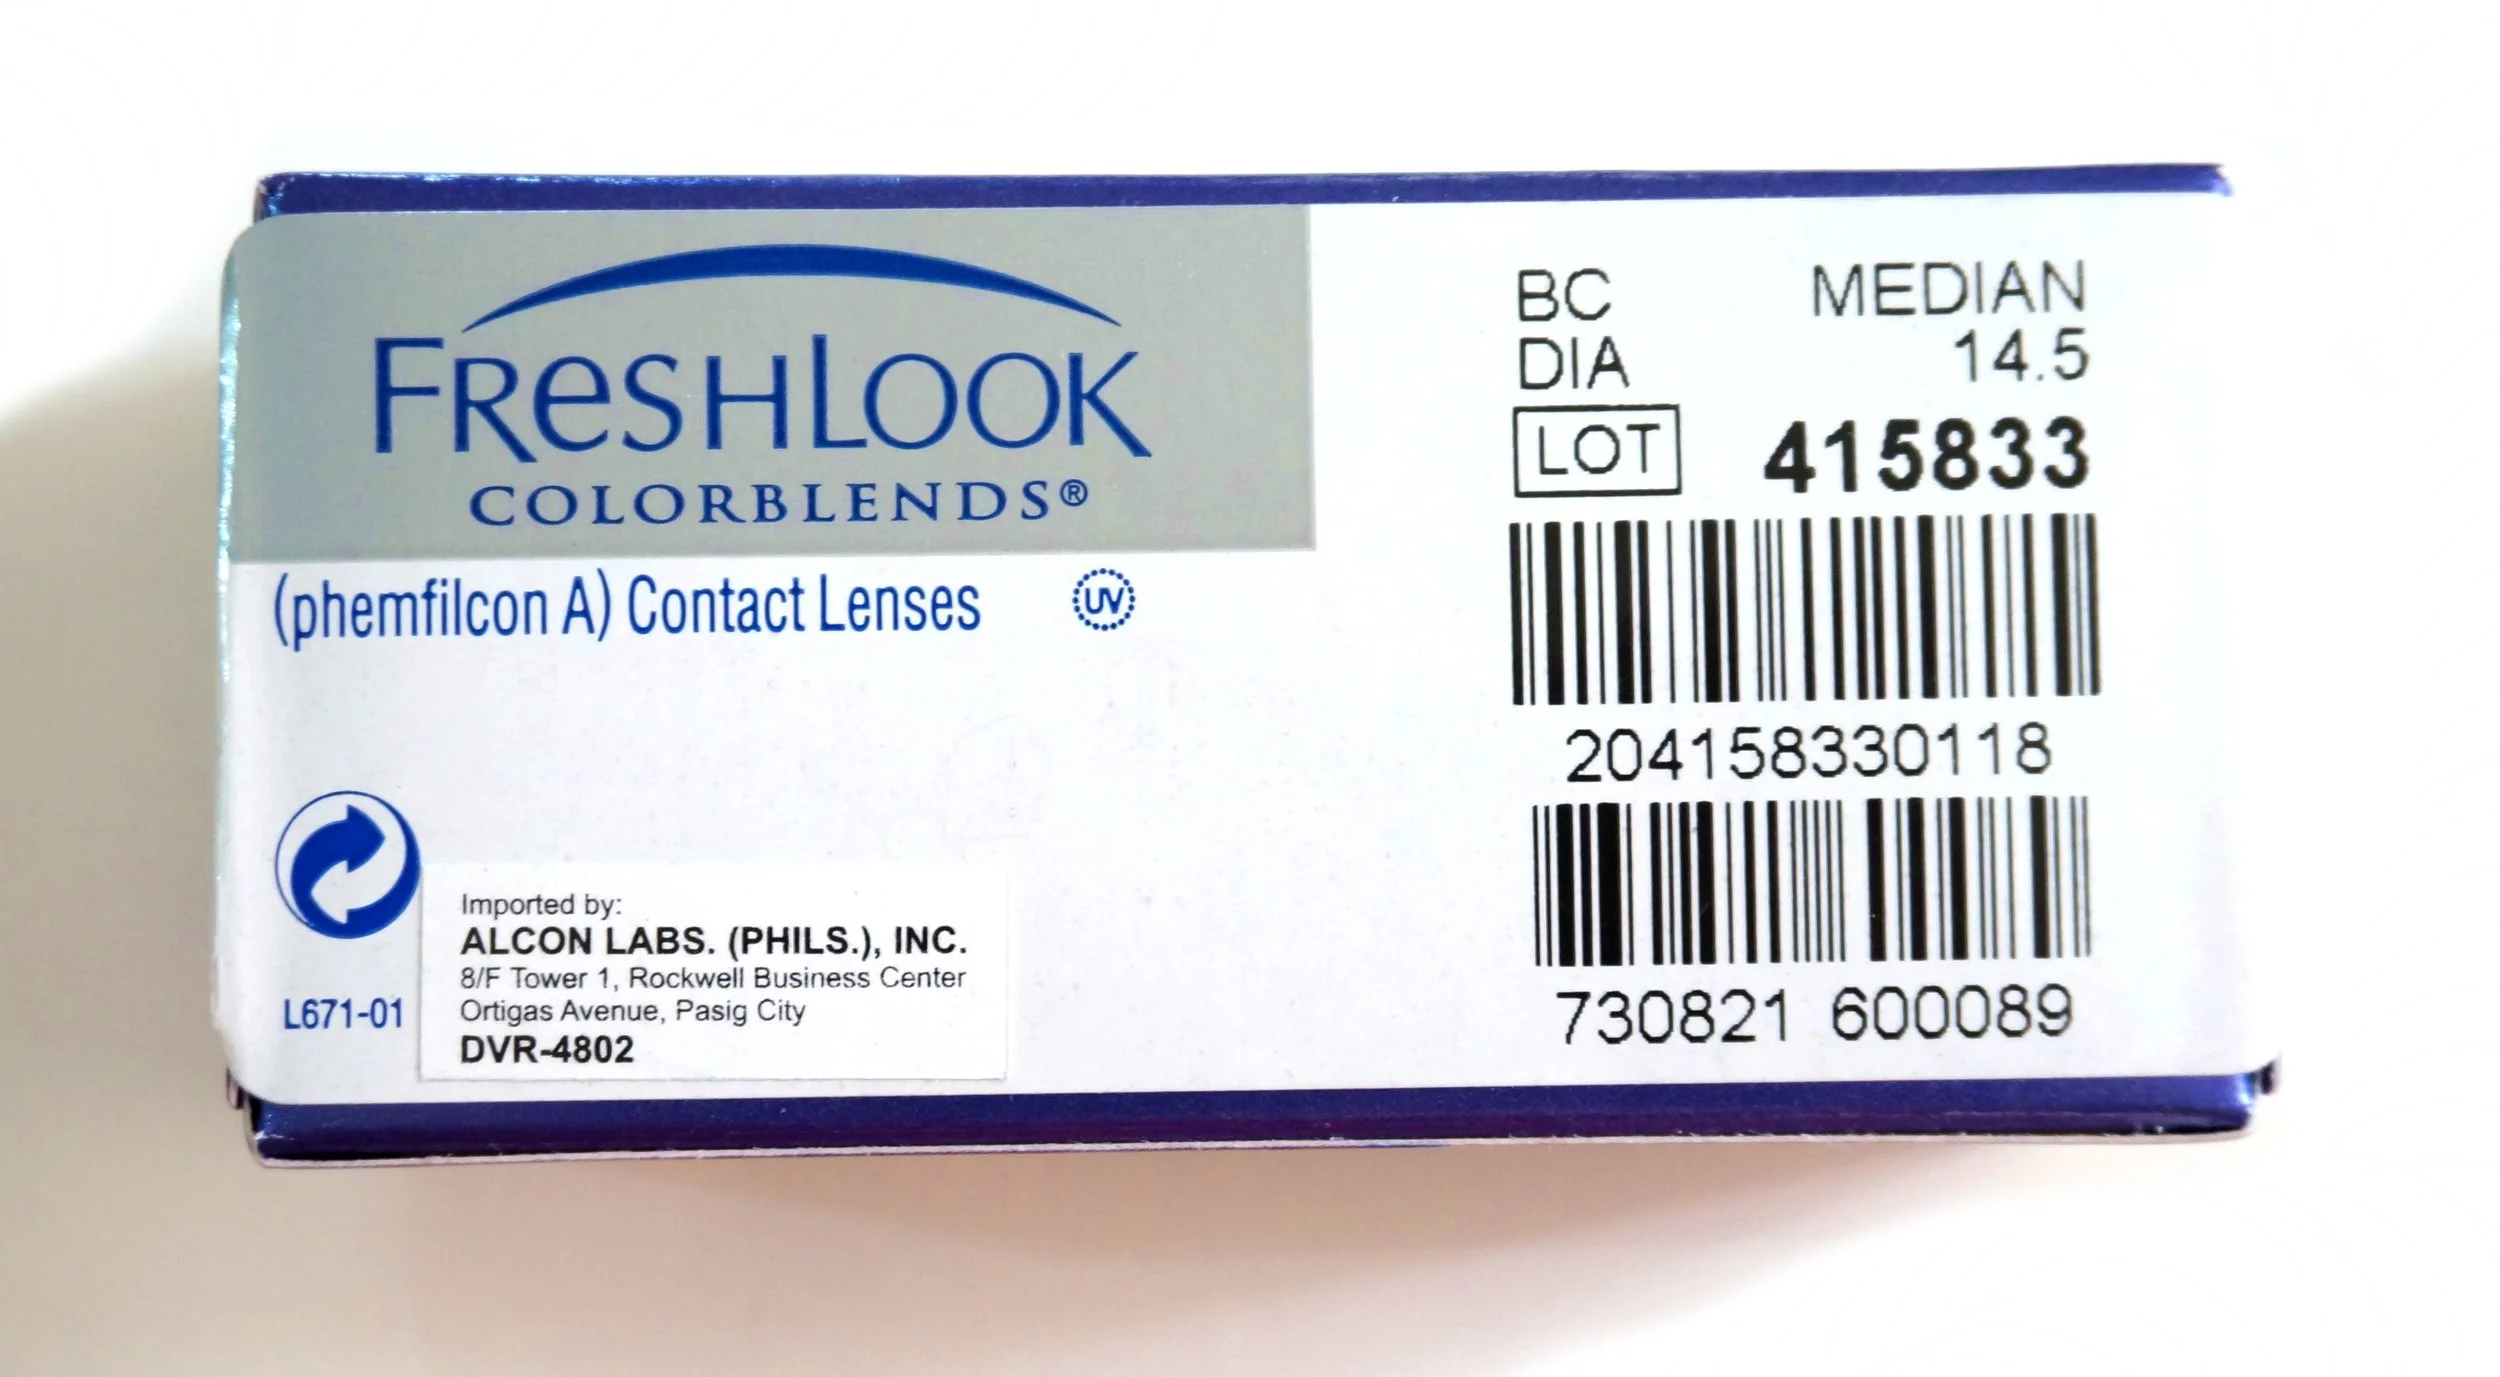 FRESHLOOK
COLORBLENDS®
(phemfilcon A) Contact Lenses UV
L671-01
Imported by:
ALCON LABS. (PHILS.), INC.
8/F Tower 1, Rockwell Business Center
Ortigas Avenue, Pasig City
DVR-4802
BC MEDIAN
DIA 14.5
LOT 415833
204158330118
730821 600089